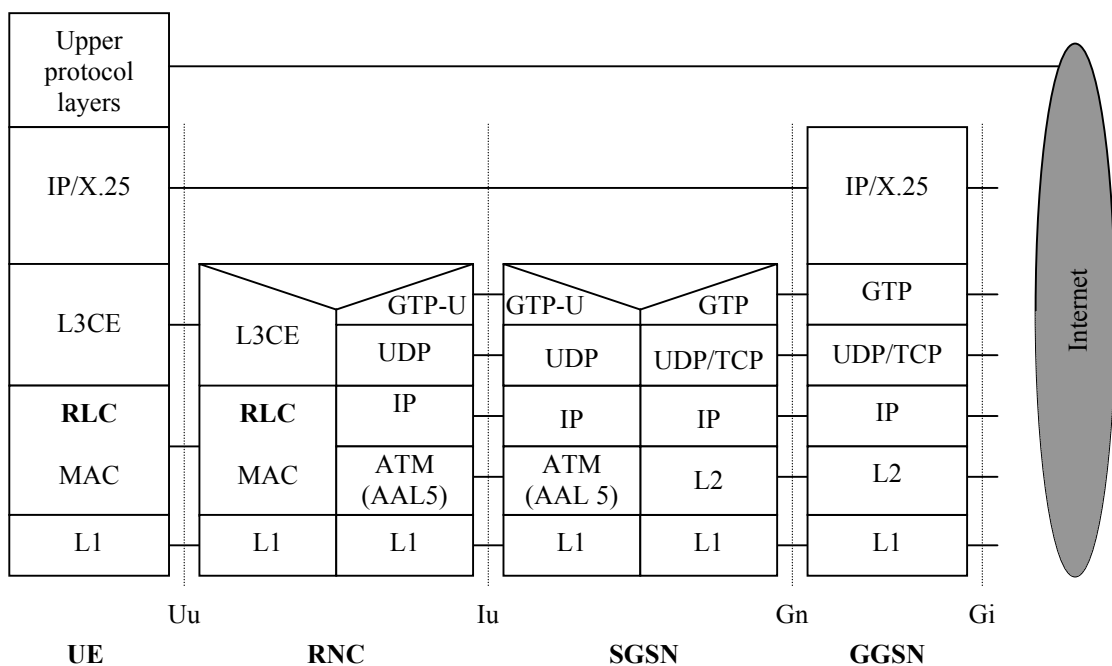 Upper
protocol
layers
IP/X.25
IP/X.25
L3CE
L3CE
GTP-U
GTP-U
GTP
GTP
UDP
UDP
UDP/TCP
UDP/TCP
RLC
RLC
IP
IP
IP
IP
MAC
MAC
ATM
(AAL5)
ATM
(AAL 5)
L2
L2
L1
L1
L1
L1
L1
L1
Internet
Uu
Iu
Gn
Gi
UE
RNC
SGSN
GGSN